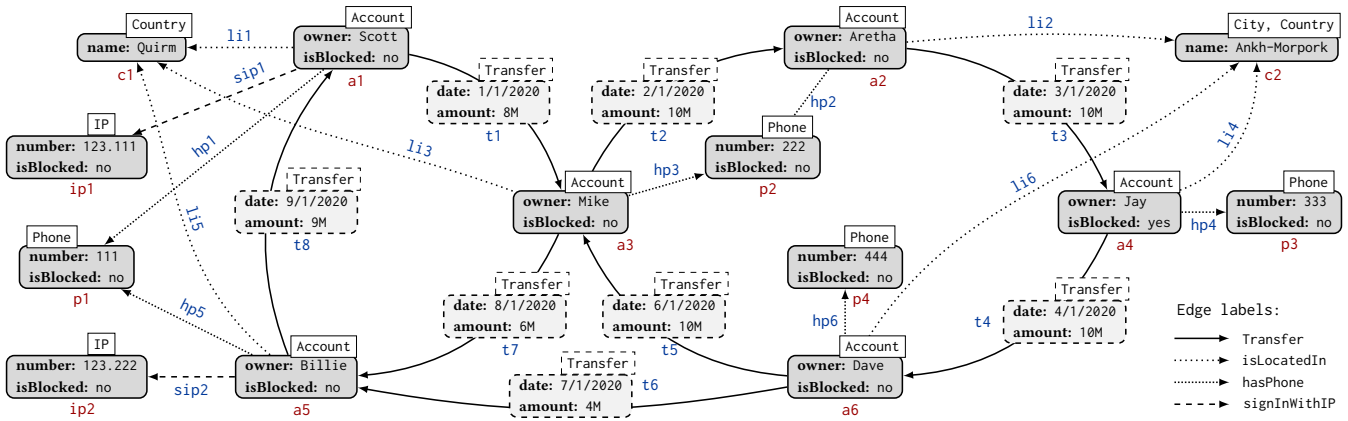 Country
name: Quirm
c1
li1
Account
owner: Scott
isBlocked: no
a1
sip1
Transfer
date: 1/1/2020
amount: 8M
t1
Transfer
date: 2/1/2020
amount: 10M
t2
Account
owner: Aretha
isBlocked: no
a2
li2
City, Country
name: Ankh-Morpork
c2
hp2
Transfer
date: 3/1/2020
amount: 10M
t3
IP
number: 123.111
isBlocked: no
ip1
hp1
li3
Phone
number: 222
isBlocked: no
p2
hp3
li4
li6
Transfer
date: 9/1/2020
amount: 9M
t8
li5
Account
owner: Mike
isBlocked: no
a3
Account
owner: Jay
isBlocked: yes
a4
hp4
Phone
number: 333
isBlocked: no
p3
Phone
number: 111
isBlocked: no
p1
hp5
Phone
number: 444
isBlocked: no
p4
hp6
Transfer
date: 8/1/2020
amount: 6M
t7
Transfer
date: 6/1/2020
amount: 10M
t5
Transfer
date: 4/1/2020
amount: 10M
t4
IP
number: 123.222
isBlocked: no
ip2
sip2
Account
owner: Billie
isBlocked: no
a5
Transfer
date: 7/1/2020
amount: 4M
t6
Account
owner: Dave
isBlocked: no
a6
Edge labels:
Transfer
isLocatedIn
hasPhone
signInWithIP